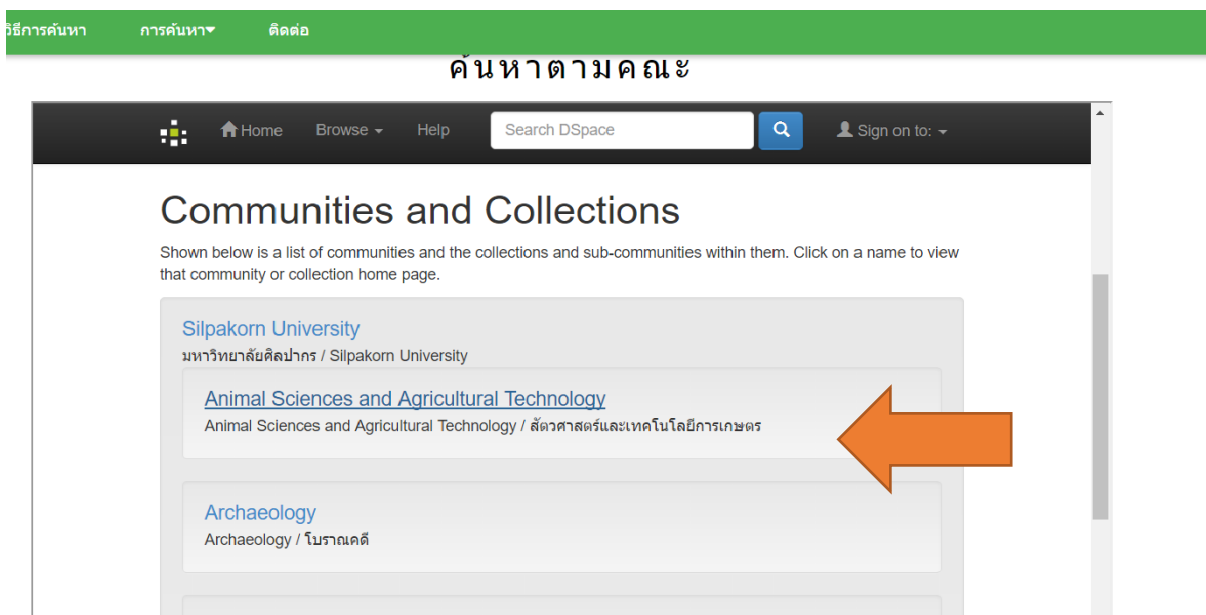 วิธีการค้นหา การค้นหา ติดต่อ
ค้นหาตามคณะ
Home Browse Help Search DSpace Sign on to:
Communities and Collections
Shown below is a list of communities and the collections and sub-communities within them. Click on a name to view
that community or collection home page.
Silpakorn University
มหาวิทยาลัยศิลปากร / Silpakorn University
Animal Sciences and Agricultural Technology
Animal Sciences and Agricultural Technology / สัตวศาสตร์และเทคโนโลยีการเกษตร
Archaeology
Archaeology / โบราณคดี